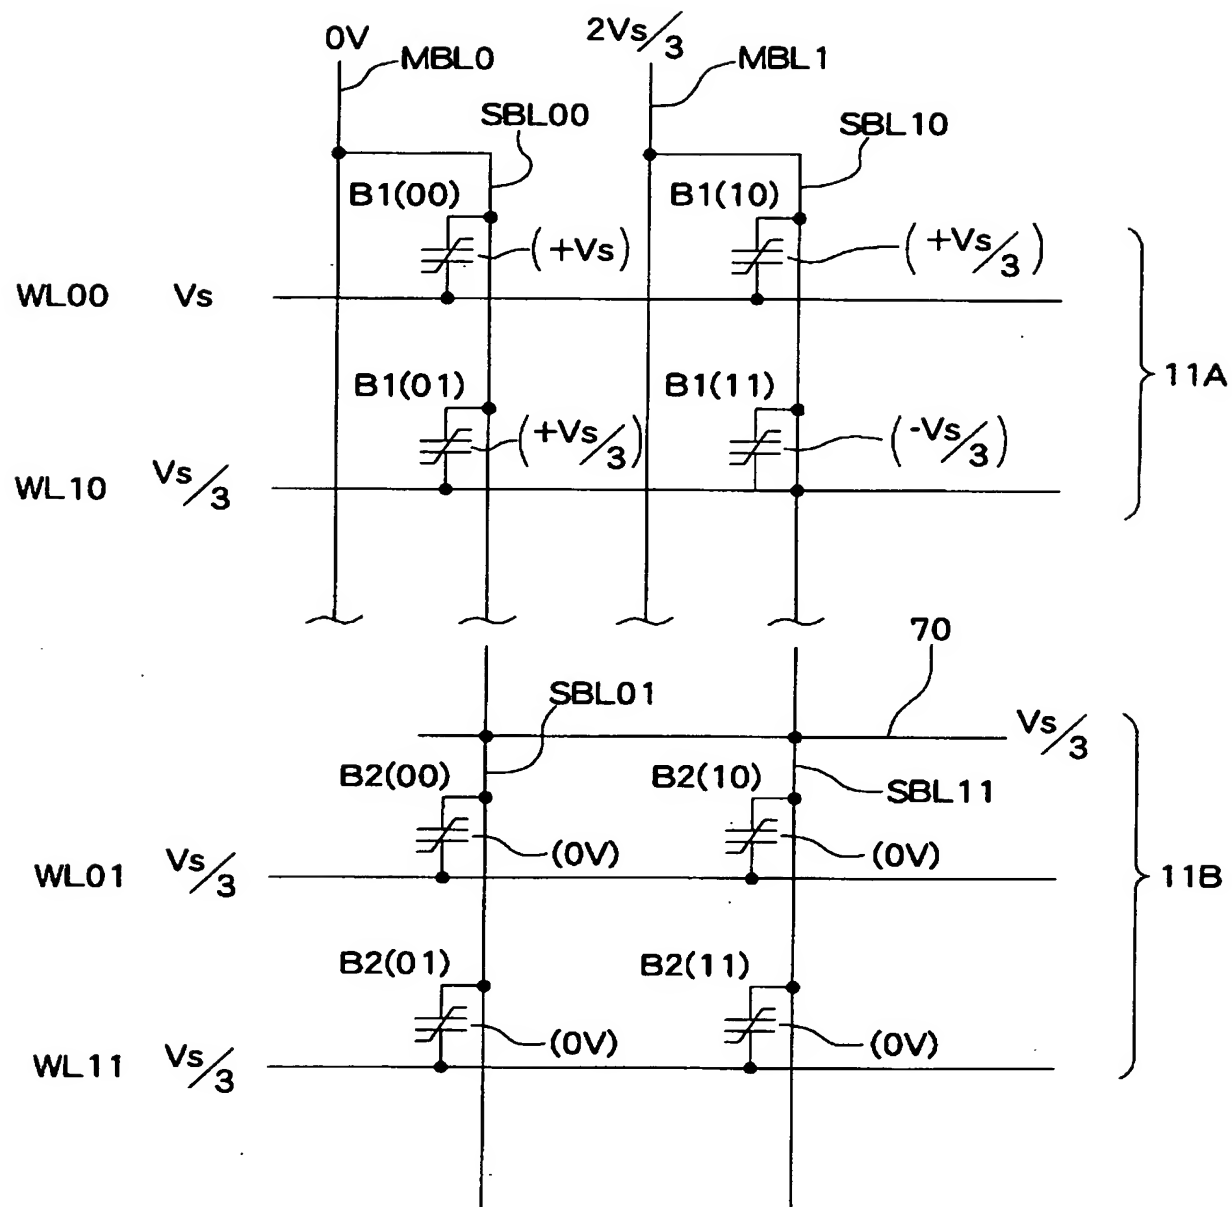 0V
2Vs/3
MBL0
MBL1
SBL00
SBL10
B1(00)
B1(10)
(+Vs)
(+Vs/3)
WL00 Vs
B1(01)
B1(11)
11A
(+Vs/3)
(-Vs/3)
WL10 Vs/3
70
SBL01
Vs/3
B2(00)
B2(10)
SBL11
(0V)
(0V)
WL01 Vs/3
11B
B2(01)
B2(11)
(0V)
(0V)
WL11 Vs/3